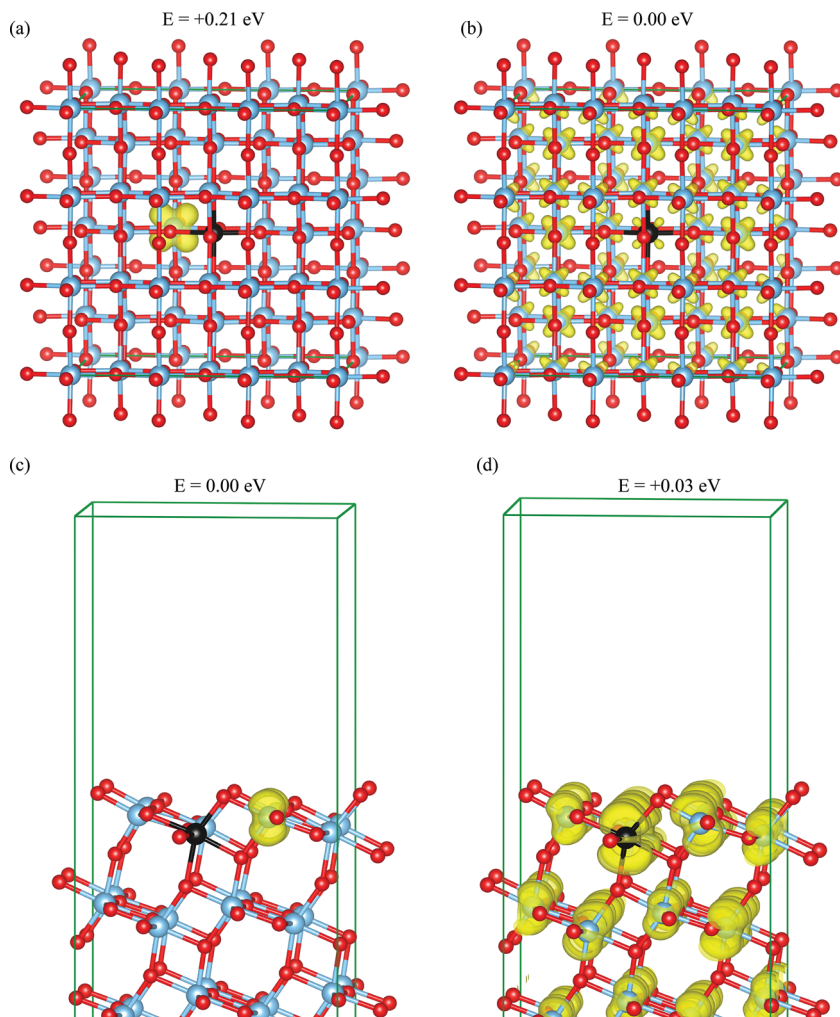 (a)
E = +0.21 eV
(b)
E = 0.00 eV
(c)
E = 0.00 eV
(d)
E = +0.03 eV